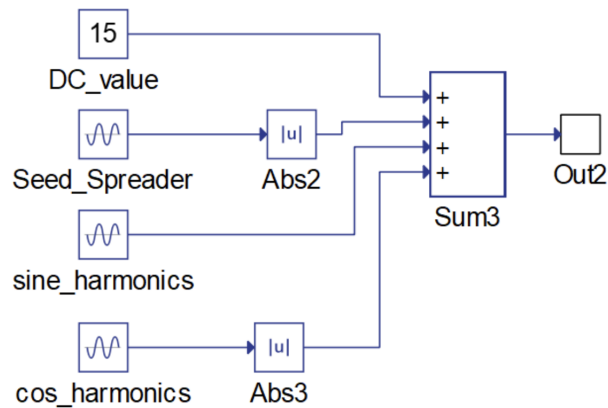 15
DC_value
Seed_Spreader
|u|
Abs2
sine_harmonics
cos_harmonics
|u|
Abs3
+
+
+
+
Sum3
Out2